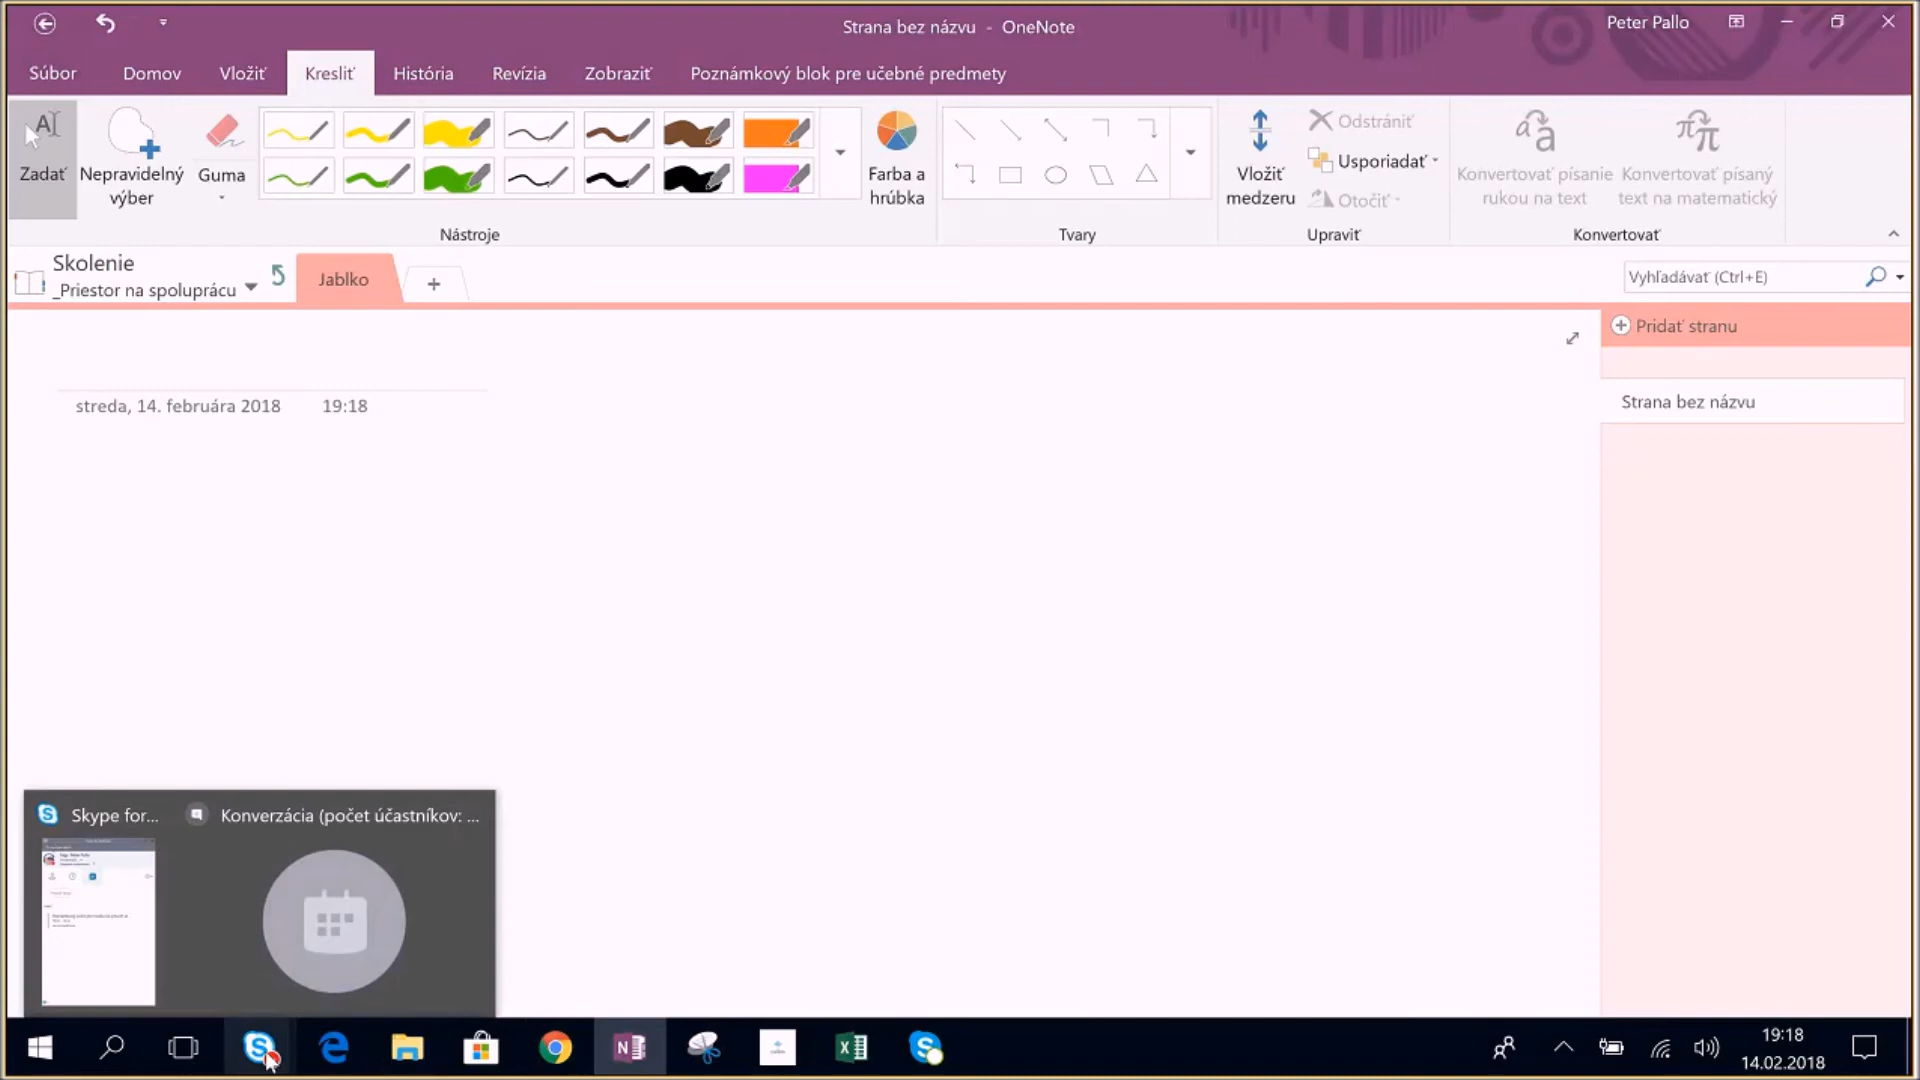 Strana bez názvu - OneNote
Peter Pallo
Súbor
Domov
Vložiť
Kresliť
História
Revízia
Zobraziť
Poznámkový blok pre učebné predmety
Zadať
Nepravidelný
výber
Guma
Farba a
hrúbka
Vložiť
medzeru
Odstrániť
Usporiadať
Otočiť
Konvertovať písanie
rukou na text
Konvertovať písaný
text na matematický
Nástroje
Tvary
Upraviť
Konvertovať
Skolenie
_Priestor na spoluprácu
Jablko
Vyhľadávať (Ctrl+E)
Pridať stranu
Strana bez názvu
streda, 14. februára 2018 19:18
Skype for...
Konverzácia (počet účastníkov: ...
19:18
14.02.2018